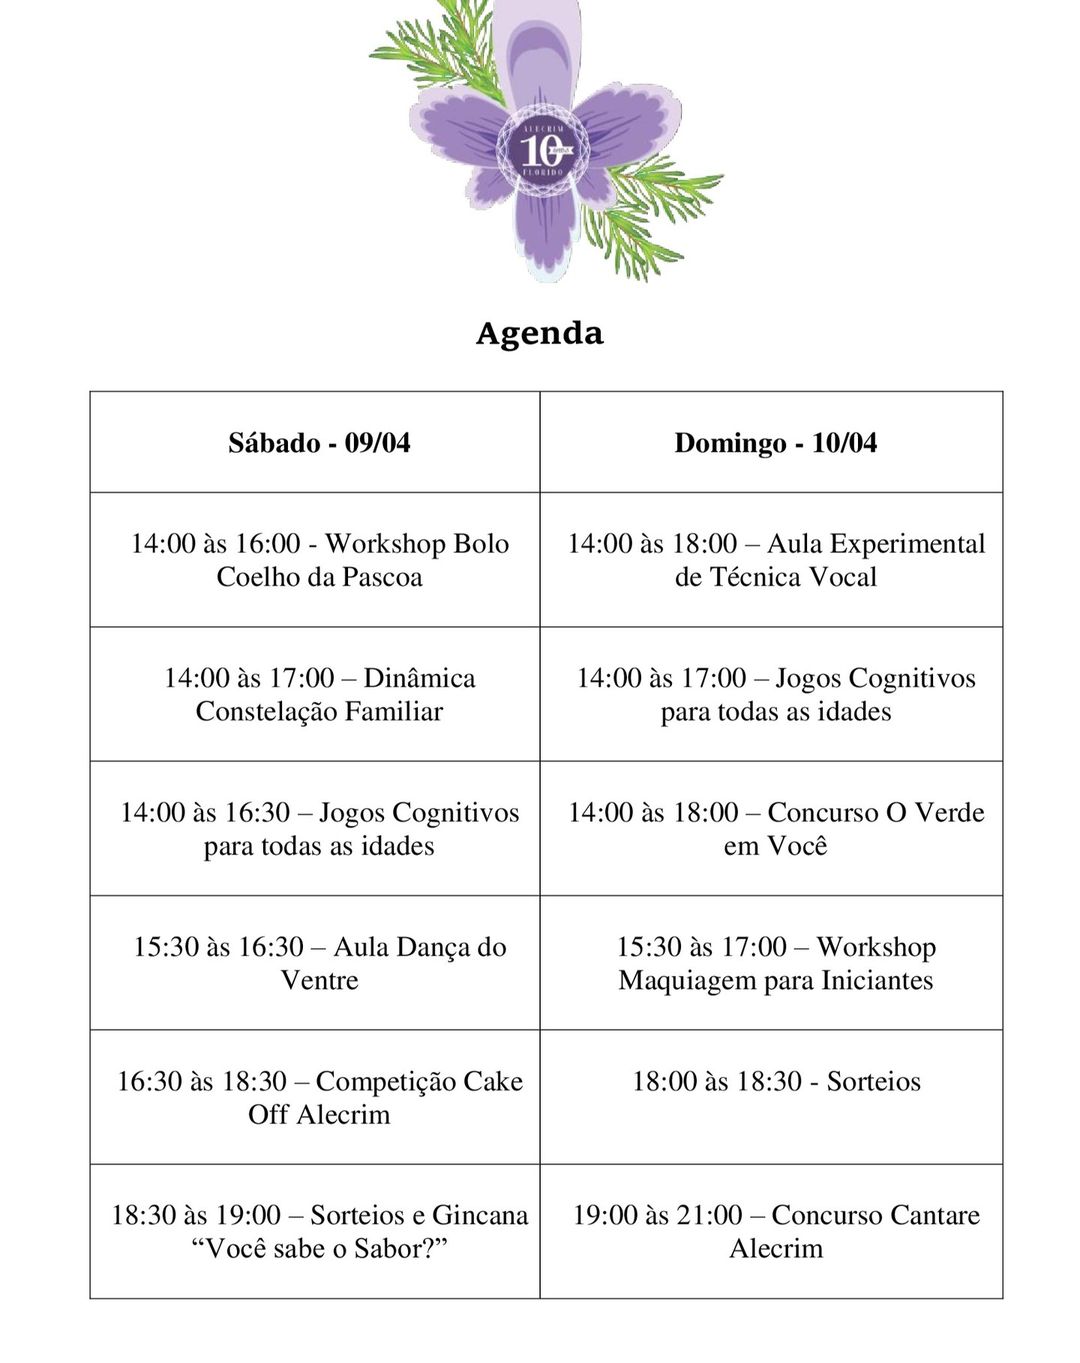 ALECRIM
10
ANOS
FLORIDO
Agenda
Sábado - 09/04
Domingo - 10/04
14:00 às 16:00 - Workshop Bolo
Coelho da Pascoa
14:00 às 18:00 – Aula Experimental
de Técnica Vocal
14:00 às 17:00 – Dinâmica
Constelação Familiar
14:00 às 17:00 – Jogos Cognitivos
para todas as idades
14:00 às 16:30 – Jogos Cognitivos
para todas as idades
14:00 às 18:00 – Concurso O Verde
em Você
15:30 às 16:30 – Aula Dança do
Ventre
15:30 às 17:00 – Workshop
Maquiagem para Iniciantes
16:30 às 18:30 – Competição Cake
Off Alecrim
18:00 às 18:30 - Sorteios
18:30 às 19:00 – Sorteios e Gincana
“Você sabe o Sabor?”
19:00 às 21:00 – Concurso Cantare
Alecrim